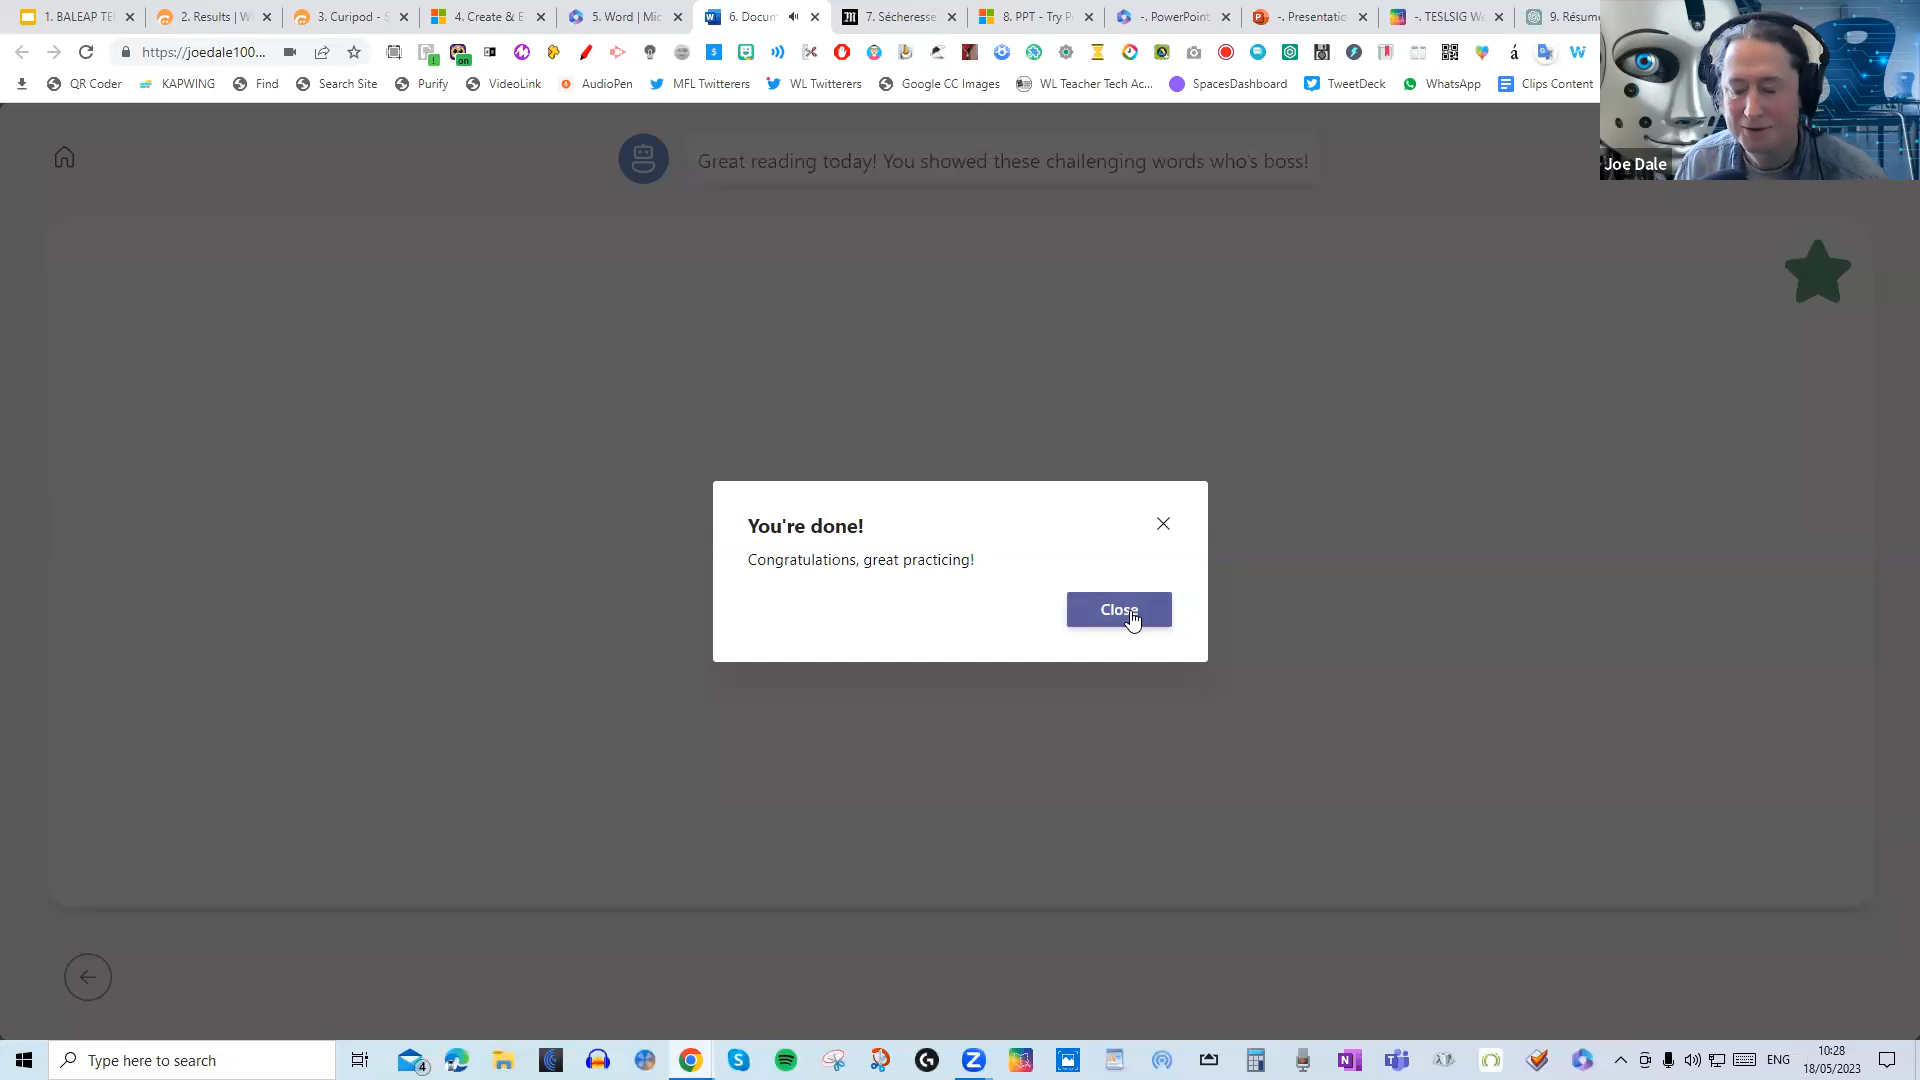 1. BALEAP TE
2. Results | W
3. Curipod - S
4. Create & E
5. Word | Mic
6. Docum
7. Sécheresse
8. PPT - Try P
-. PowerPoint
-. Presentatio
-. TESLSIG We
9. Résumé
https://joedale100...
QR Coder
KAPWING
Find
Search Site
Purify
VideoLink
AudioPen
MFL Twitterers
WL Twitterers
Google CC Images
WL Teacher Tech Ac...
SpacesDashboard
TweetDeck
WhatsApp
Clips Content
Joe Dale
Great reading today! You showed these challenging words who's boss!
You're done!
Congratulations, great practicing!
Close
Type here to search
4
ENG
10:28
18/05/2023